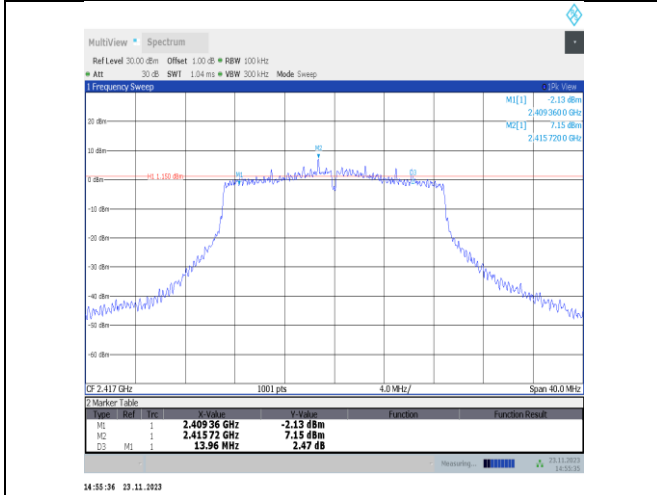 MultiView Spectrum
Ref Level 30.00 dBm Offset 1.00 dB RBW 100 kHz
Att 30 dB SWT 1.04 ms VBW 300 kHz Mode Sweep
1 Frequency Sweep 1Pk View
M1[1] -2.13 dBm
2.4093600 GHz
M2[1] 7.15 dBm
2.4157200 GHz
20 dBm
10 dBm
M2
H1 1.150 dBm M1 D3
0 dBm
-10 dBm
-20 dBm
-30 dBm
-40 dBm
-50 dBm
-60 dBm
CF 2.417 GHz 1001 pts 4.0 MHz/ Span 40.0 MHz
2 Marker Table
Type Ref Trc X-Value Y-Value Function Function Result
M1 1 2.40936 GHz -2.13 dBm
M2 1 2.41572 GHz 7.15 dBm
D3 M1 1 13.96 MHz 2.47 dB
Measuring... 23.11.2023
14:55:35
14:55:36 23.11.2023